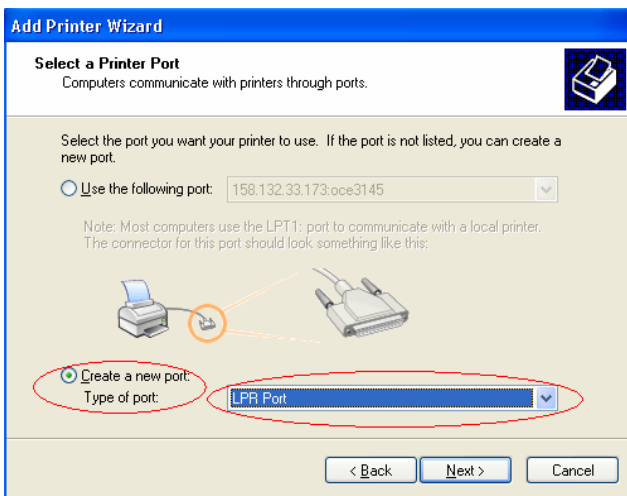 Add Printer Wizard
Select a Printer Port
Computers communicate with printers through ports.
Select the port you want your printer to use. If the port is not listed, you can create a
new port.
Use the following port: 158.132.33.173:oce3145
Note: Most computers use the LPT1: port to communicate with a local printer.
The connector for this port should look something like this:
Create a new port:
Type of port: LPR Port
< Back Next > Cancel